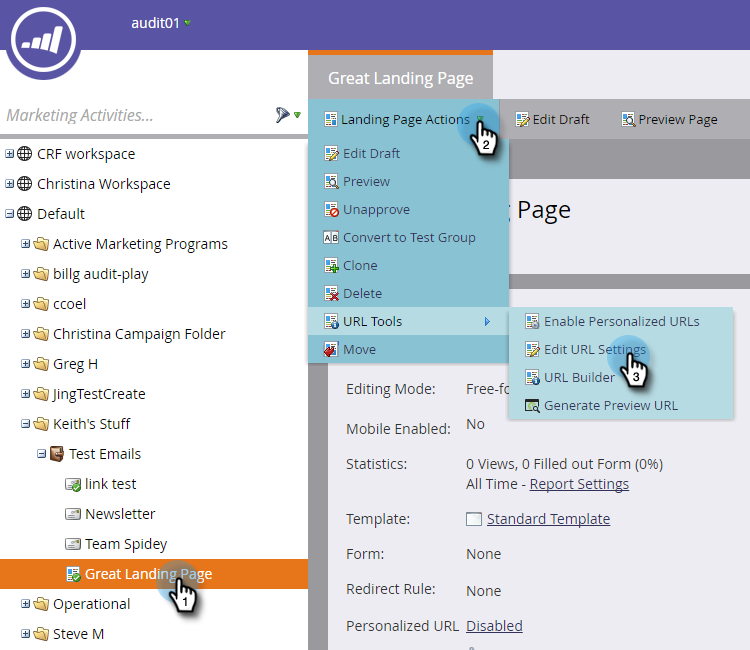 audit01
Great Landing Page
Marketing Activities...
Landing Page Actions
Edit Draft
Preview Page
2
CRF workspace
Christina Workspace
Default
Active Marketing Programs
billg audit-play
ccoel
Christina Campaign Folder
Greg H
JingTestCreate
Keith's Stuff
Test Emails
link test
Newsletter
Team Spidey
Great Landing Page
1
Operational
Steve M
Edit Draft
Preview
Unapprove
AB Convert to Test Group
Clone
Delete
URL Tools
Move
Page
Enable Personalized URLs
Edit URL Settings
URL Builder
3
Generate Preview URL
Editing Mode: Free-fo
Mobile Enabled: No
Statistics: 0 Views, 0 Filled out Form (0%)
All Time - Report Settings
Template: Standard Template
Form: None
Redirect Rule: None
Personalized URL Disabled